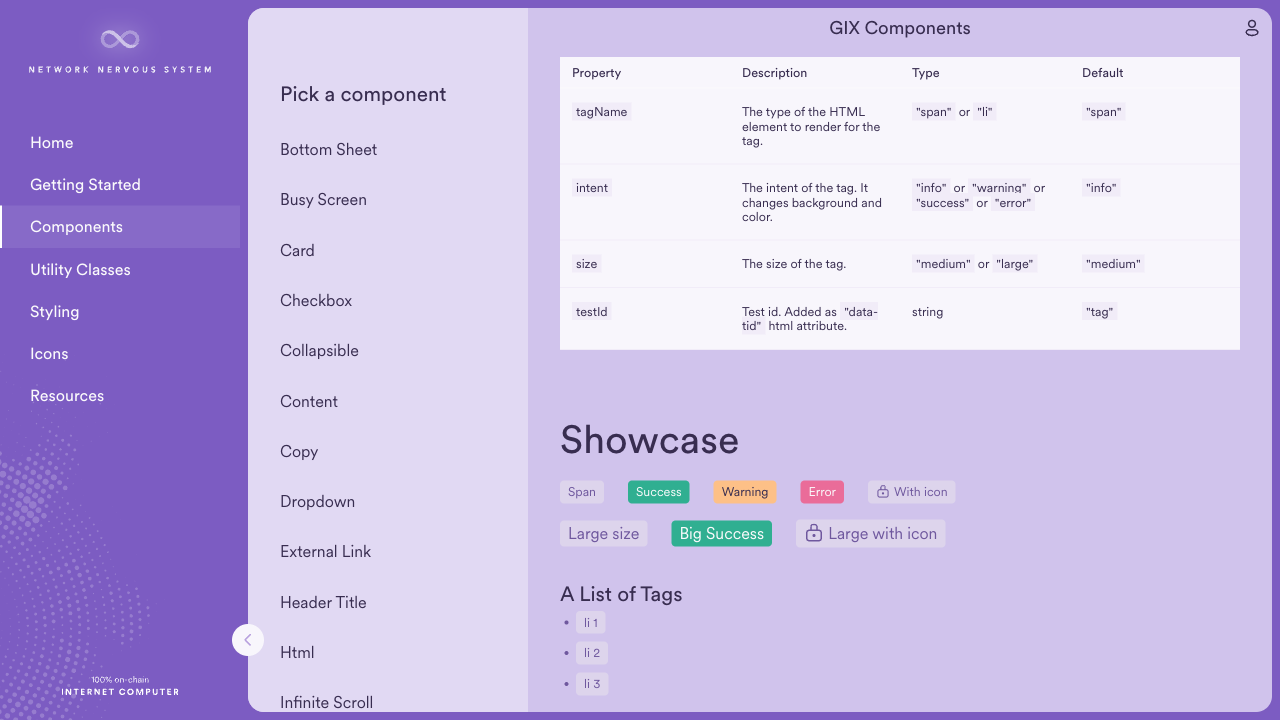 NETWORK NERVOUS SYSTEM
Home
Getting Started
Components
Utility Classes
Styling
Icons
Resources
100% on-chain
INTERNET COMPUTER
Pick a component
Bottom Sheet
Busy Screen
Card
Checkbox
Collapsible
Content
Copy
Dropdown
External Link
Header Title
Html
Infinite Scroll
GIX Components
Property Description Type Default
tagName The type of the HTML "span" or "li" "span"
element to render for the
tag.
intent The intent of the tag. It "info" or "warning" or "info"
changes background and "success" or "error"
color.
size The size of the tag. "medium" or "large" "medium"
testId Test id. Added as "data- string "tag"
tid" html attribute.
Showcase
Span Success Warning Error With icon
Large size Big Success Large with icon
A List of Tags
• li 1
• li 2
• li 3